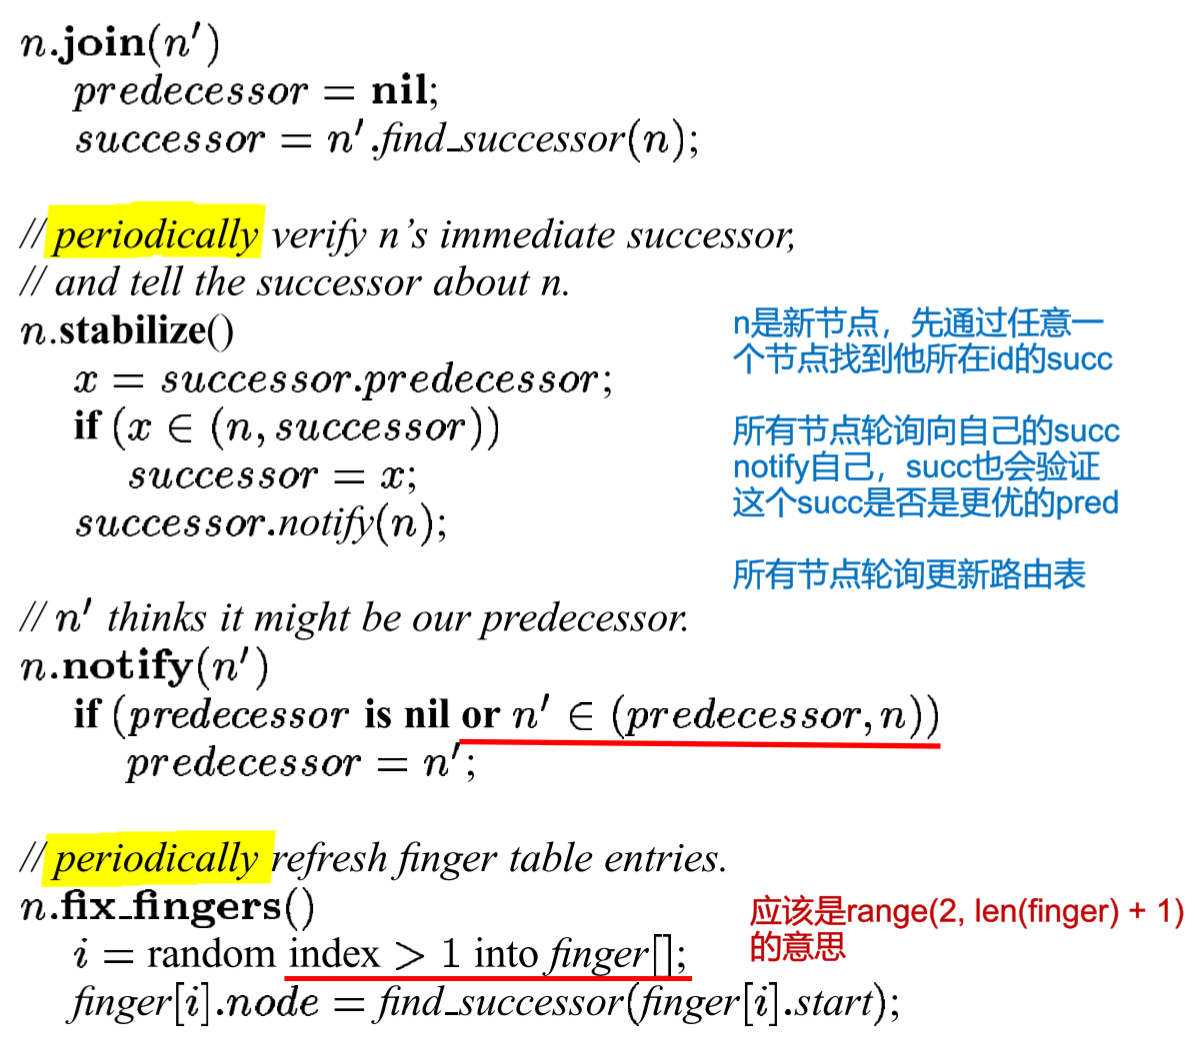 n.join(n′)
predecessor = nil;
successor = n′.find_successor(n);
// periodically verify n’s immediate successor,
// and tell the successor about n.
n.stabilize()
x = successor.predecessor;
if (x ∈ (n, successor))
successor = x;
successor.notify(n);
n是新节点，先通过任意一
个节点找到他所在id的succ
所有节点轮询向自己的succ
notify自己，succ也会验证
这个succ是否是更优的pred
所有节点轮询更新路由表
// n′ thinks it might be our predecessor.
n.notify(n′)
if (predecessor is nil or n′ ∈ (predecessor, n))
predecessor = n′;
// periodically refresh finger table entries.
n.fix_fingers()
i = random index > 1 into finger[];
finger[i].node = find_successor(finger[i].start);
应该是range(2, len(finger) + 1)
的意思